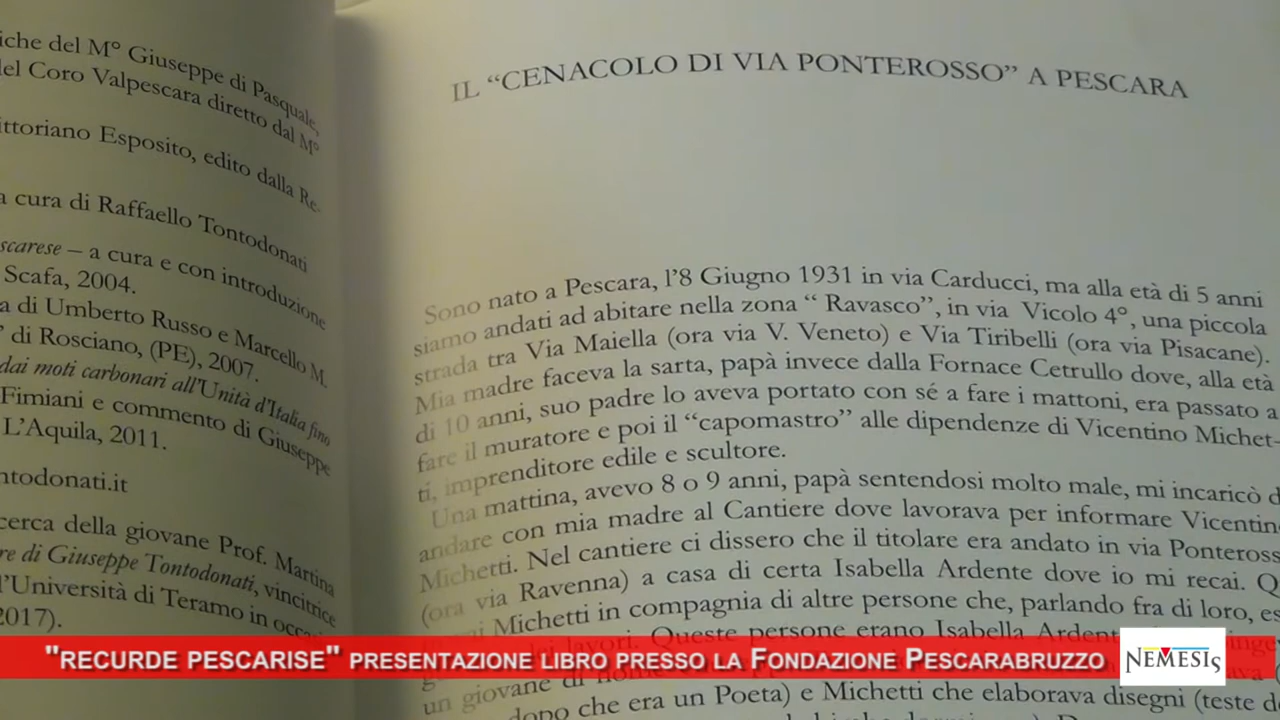 iche del M° Giuseppe di Pasquale,
del Coro Valpescara diretto dal M°
ittoriano Esposito, edito dalla Re-
a cura di Raffaello Tontodonati
scarese – a cura e con introduzione
Scafa, 2004.
a di Umberto Russo e Marcello M.
di Rosciano, (PE), 2007.
dai moti carbonari all'Unità d'Italia fino
Fimiani e commento di Giuseppe
L'Aquila, 2011.
ntodonati.it
cerca della giovane Prof. Martina
re di Giuseppe Tontodonati, vincitrice
l'Università di Teramo in
2017).
IL “CENACOLO DI VIA PONTEROSSO” A PESCARA
Sono nato a Pescara, l'8 Giugno 1931 in via Carducci, ma alla età di 5 anni
siamo andati ad abitare nella zona “ Ravasco”, in via Vicolo 4°, una piccola
strada tra Via Maiella (ora via V. Veneto) e Via Tiribelli (ora via Pisacane).
Mia madre faceva la sarta, papà invece dalla Fornace Cetrullo dove, alla età
di 10 anni, suo padre lo aveva portato con sé a fare i mattoni, era passato a
fare il muratore e poi il “capomastro” alle dipendenze di Vicentino Michet-
ti, imprenditore edile e scultore.
Una mattina, avevo 8 o 9 anni, papà sentendosi molto male, mi incaricò d
andare con mia madre al Cantiere dove lavorava per informare Vicentin
Michetti. Nel cantiere ci dissero che il titolare era andato in via Ponteross
(ora via Ravenna) a casa di certa Isabella Ardente dove io mi recai. Q
Michetti in compagnia di altre persone che, parlando fra di loro, es
lavori. Queste persone erano Isabella Ardent
un giovane di nome
dopo che era un Poeta) e Michetti che elaborava disegni (teste d
"RECURDE PESCARISE" PRESENTAZIONE LIBRO PRESSO LA FONDAZIONE PESCARABRUZZO
NEMESIS